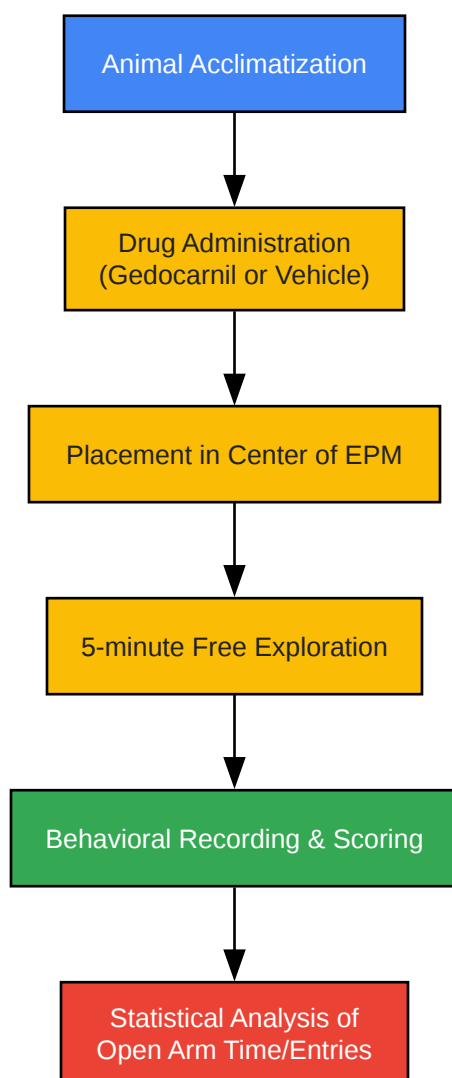 Animal Acclimatization
Drug Administration
(Gedocarnil or Vehicle)
Placement in Center of EPM
5-minute Free Exploration
Behavioral Recording & Scoring
Statistical Analysis of
Open Arm Time/Entries